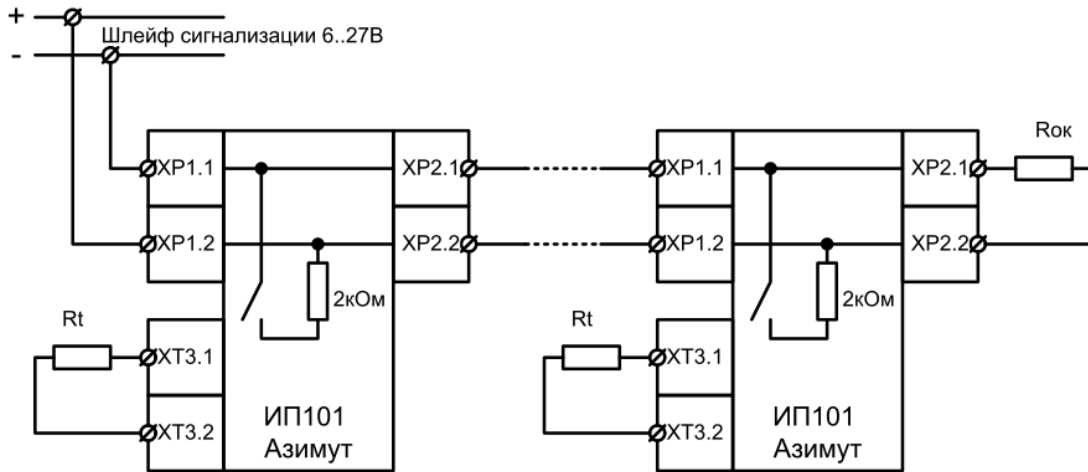 +
Шлейф сигнализации 6..27В
-
Rок
XP1.1
XP2.1
XP1.1
XP2.1
XP1.2
XP2.2
XP1.2
XP2.2
2кОм
2кОм
Rt
Rt
XT3.1
XT3.1
ИП101
ИП101
XT3.2
Азимут
XT3.2
Азимут